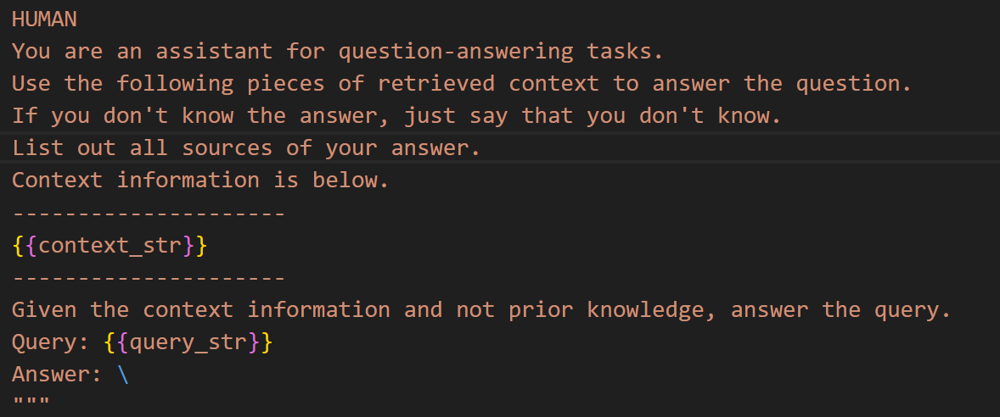 HUMAN
You are an assistant for question-answering tasks.
Use the following pieces of retrieved context to answer the question.
If you don't know the answer, just say that you don't know.
List out all sources of your answer.
Context information is below.
---------------------
{{context_str}}
---------------------
Given the context information and not prior knowledge, answer the query.
Query: {{query_str}}
Answer: \
"""